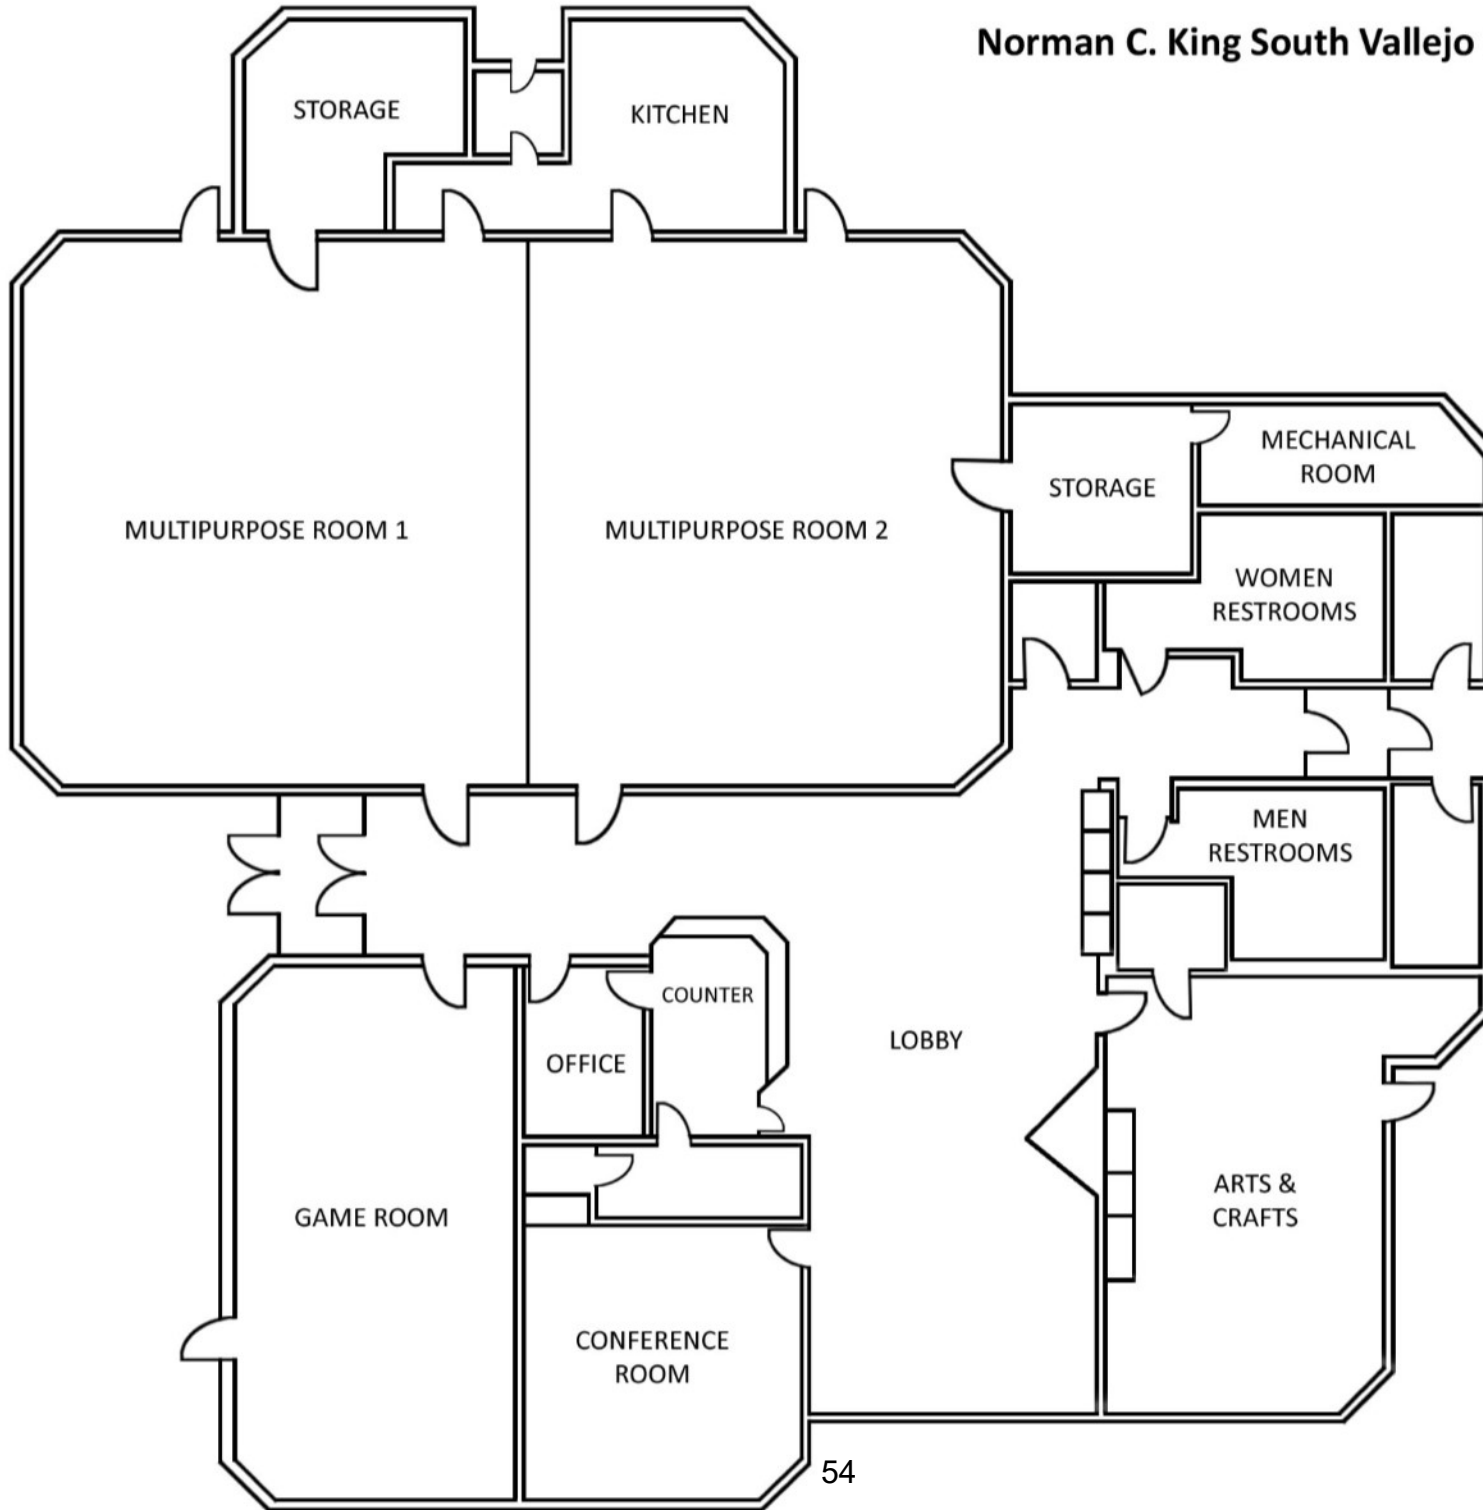 Norman C. King South Vallejo
STORAGE
KITCHEN
MECHANICAL
ROOM
STORAGE
MULTIPURPOSE ROOM 1
MULTIPURPOSE ROOM 2
WOMEN
RESTROOMS
MEN
RESTROOMS
COUNTER
LOBBY
OFFICE
ARTS &
CRAFTS
GAME ROOM
CONFERENCE
ROOM
54